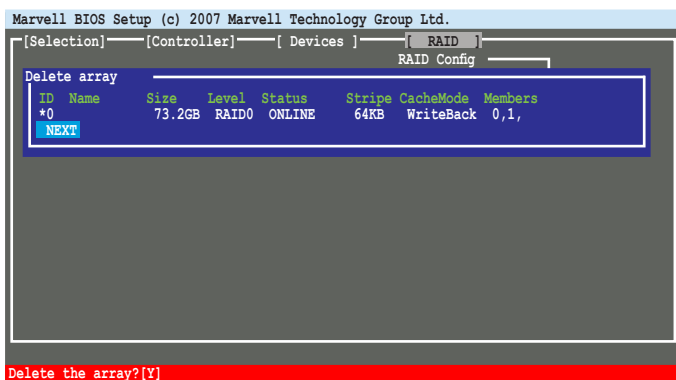 Marvell BIOS Setup (c) 2007 Marvell Technology Group Ltd.
[Selection] [Controller] [ Devices ] [ RAID ]
RAID Config
Delete array
ID Name Size Level Status Stripe CacheMode Members
*0 73.2GB RAID0 ONLINE 64KB WriteBack 0,1,
NEXT
Delete the array?[Y]